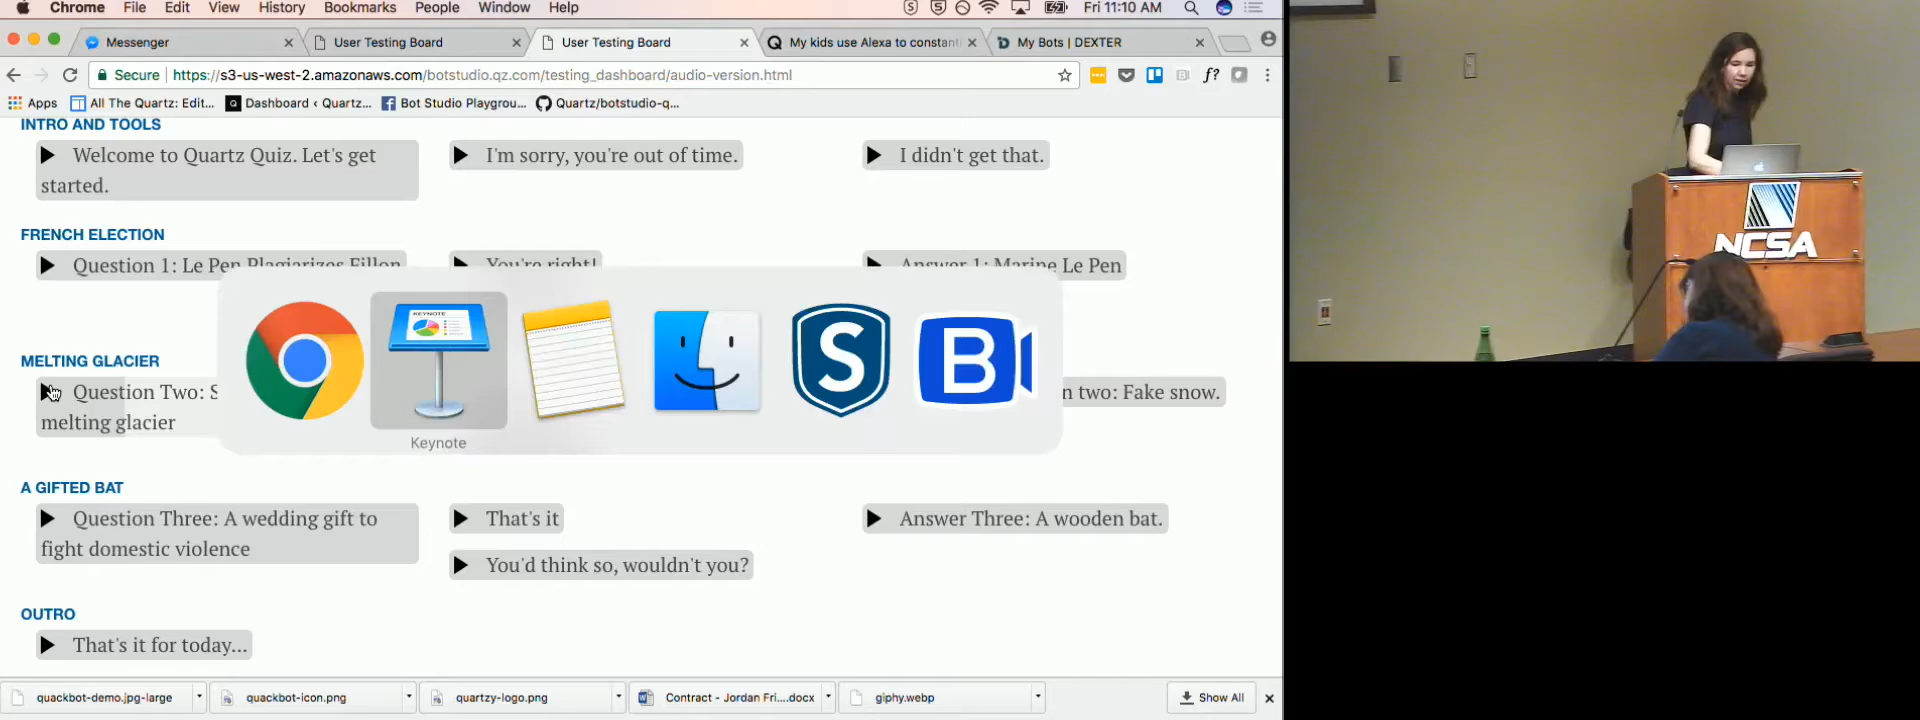 Chrome File Edit View History Bookmarks People Window Help Fri 11:10 AM
Messenger User Testing Board User Testing Board My kids use Alexa to constant My Bots | DEXTER
Secure https://s3-us-west-2.amazonaws.com/botstudio.qz.com/testing_dashboard/audio-version.html
Apps All The Quartz: Edit... Dashboard ‹ Quartz... Bot Studio Playgrou... Quartz/botstudio-q...
INTRO AND TOOLS
Welcome to Quartz Quiz. Let's get started. I'm sorry, you're out of time. I didn't get that.
FRENCH ELECTION
Question 1: Le Pen Plagiarizes Fillon You're right! Answer 1: Marine Le Pen
KEYNOTE
S
B
MELTING GLACIER
Question Two: S
melting glacier
n two: Fake snow.
Keynote
A GIFTED BAT
Question Three: A wedding gift to fight domestic violence That's it Answer Three: A wooden bat.
You'd think so, wouldn't you?
OUTRO
That's it for today...
quackbot-demo.jpg-large quackbot-icon.png quartzy-logo.png Contract - Jordan Fri....docx giphy.webp Show All
NCSA